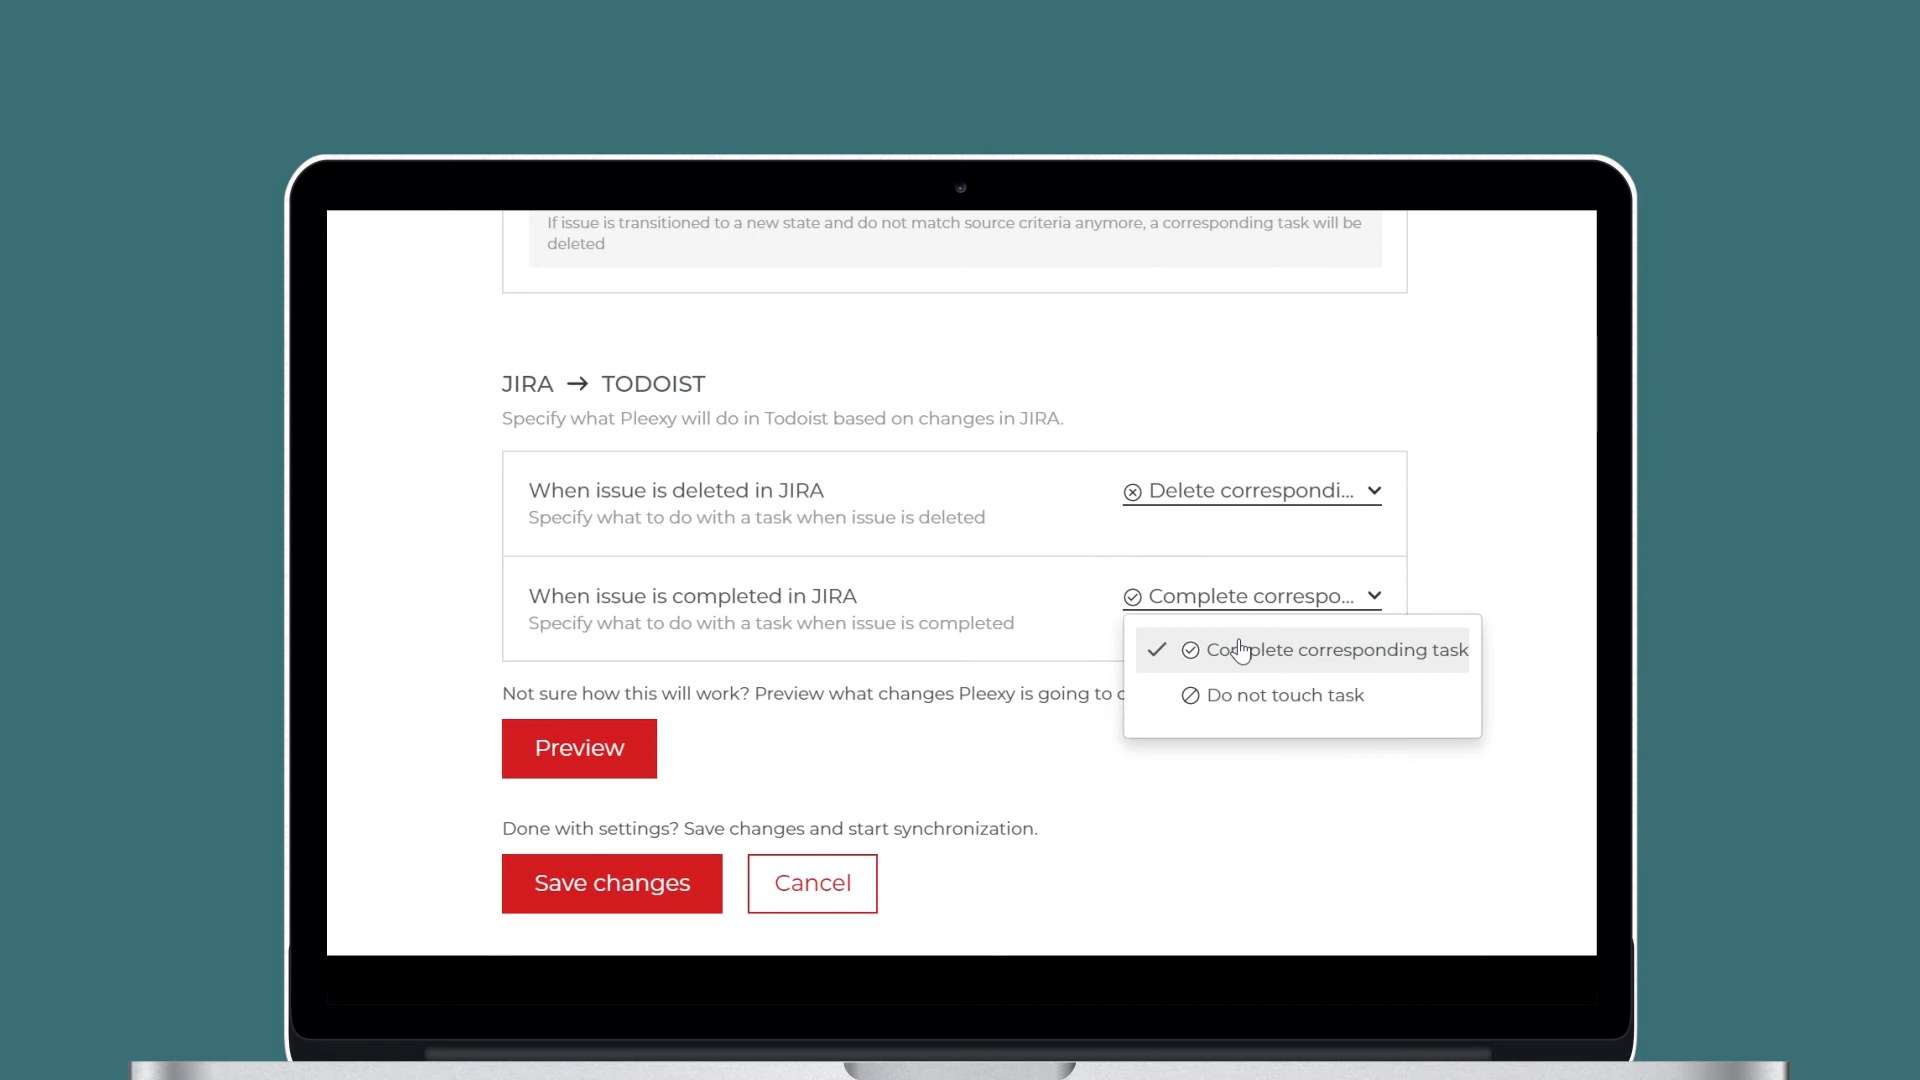 If issue is transitioned to a new state and do not match source criteria anymore, a corresponding task will be
deleted
JIRA → TODOIST
Specify what Pleexy will do in Todoist based on changes in JIRA.
When issue is deleted in JIRA
Delete correspondi...
Specify what to do with a task when issue is deleted
When issue is completed in JIRA
Complete correspo...
Specify what to do with a task when issue is completed
Complete corresponding task
Not sure how this will work? Preview what changes Pleexy is going to
Do not touch task
Preview
Done with settings? Save changes and start synchronization.
Save changes
Cancel